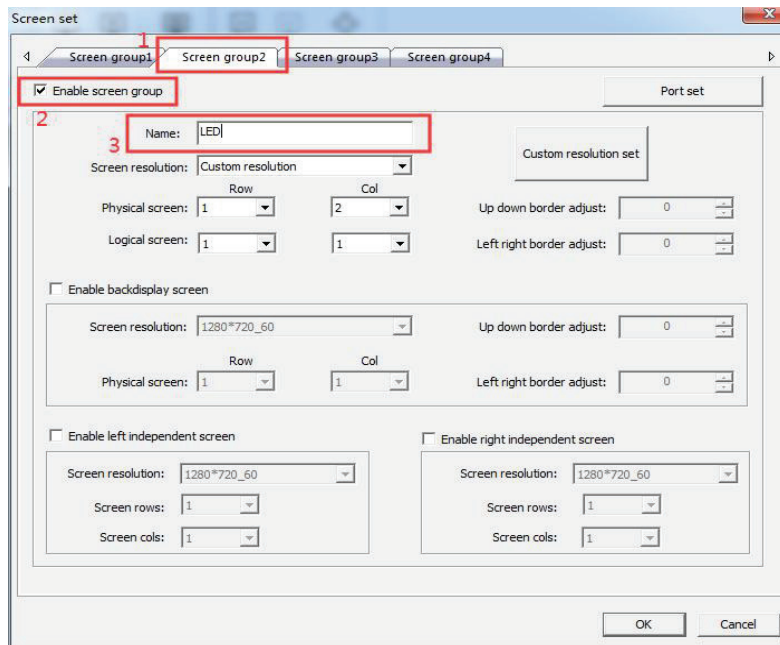 Screen set
1
Screen group1 Screen group2 Screen group3 Screen group4
Enable screen group Port set
2
3 Name: LED
Custom resolution set
Screen resolution: Custom resolution
Row Col
Physical screen: 1 2 Up down border adjust: 0
Logical screen: 1 1 Left right border adjust: 0
Enable backdisplay screen
Screen resolution: 1280*720_60 Up down border adjust: 0
Row Col
Physical screen: 1 1 Left right border adjust: 0
Enable left independent screen Enable right independent screen
Screen resolution: 1280*720_60 Screen resolution: 1280*720_60
Screen rows: 1 Screen rows: 1
Screen cols: 1 Screen cols: 1
OK Cancel